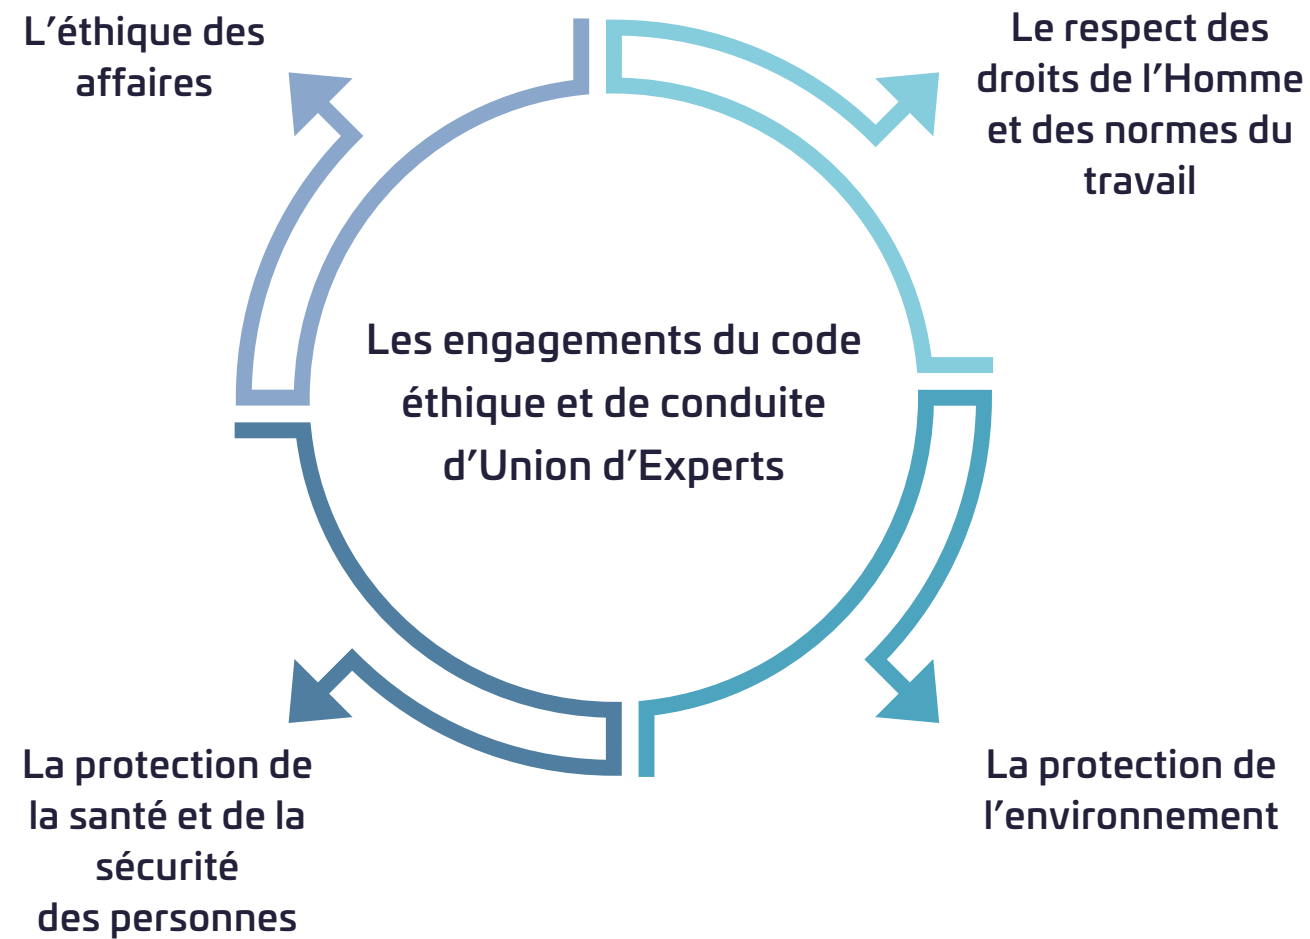 L’éthique des
affaires
Le respect des
droits de l’Homme
et des normes du
travail
Les engagements du code
éthique et de conduite
d’Union d’Experts
La protection de
la santé et de la
sécurité
des personnes
La protection de
l’environnement